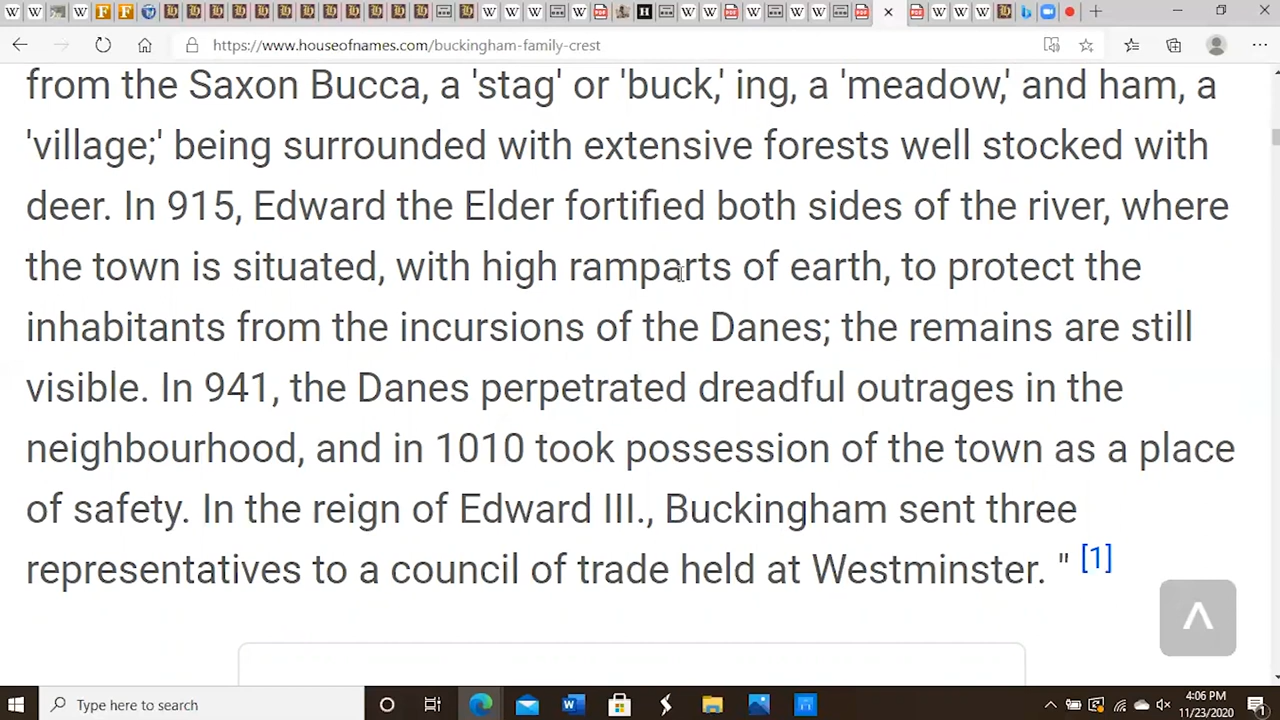 https://www.houseofnames.com/buckingham-family-crest
from the Saxon Bucca, a 'stag' or 'buck,' ing, a 'meadow,' and ham, a
'village;' being surrounded with extensive forests well stocked with
deer. In 915, Edward the Elder fortified both sides of the river, where
the town is situated, with high ramparts of earth, to protect the
inhabitants from the incursions of the Danes; the remains are still
visible. In 941, the Danes perpetrated dreadful outrages in the
neighbourhood, and in 1010 took possession of the town as a place
of safety. In the reign of Edward III., Buckingham sent three
representatives to a council of trade held at Westminster. " [1]
Type here to search
4:06 PM
11/23/2020